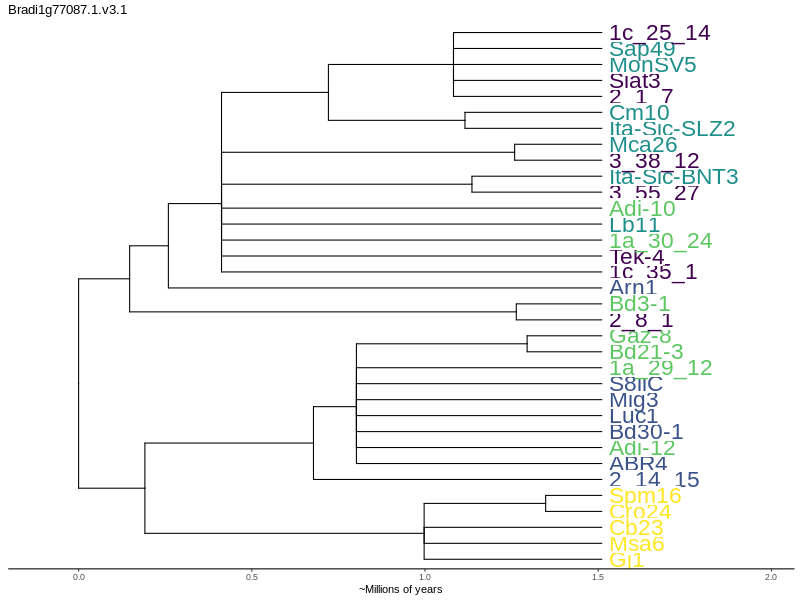 Bradi1g77087.1.v3.1
1c_25_14
Sap49
MonSV5
Siat3
2_1_7
Cm10
Ita-Sic-SLZ2
Mca26
3_38_12
Ita-Sic-BNT3
3_55_27
Adi-10
Lb11
1a_30_24
Tek-4
1c_35_1
Arn1
Bd3-1
2_8_1
Gaz-8
Bd21-3
1a_29_12
S8iiC
Mig3
Luc1
Bd30-1
Adi-12
ABR4
2_14_15
Spm16
Cro24
Cb23
Msa6
Gi1
0.0 0.5 1.0 1.5 2.0
~Millions of years